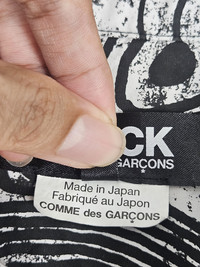 CK
GARÇONS
Made in Japan
Fabriqué au Japon
COMME des GARÇONS